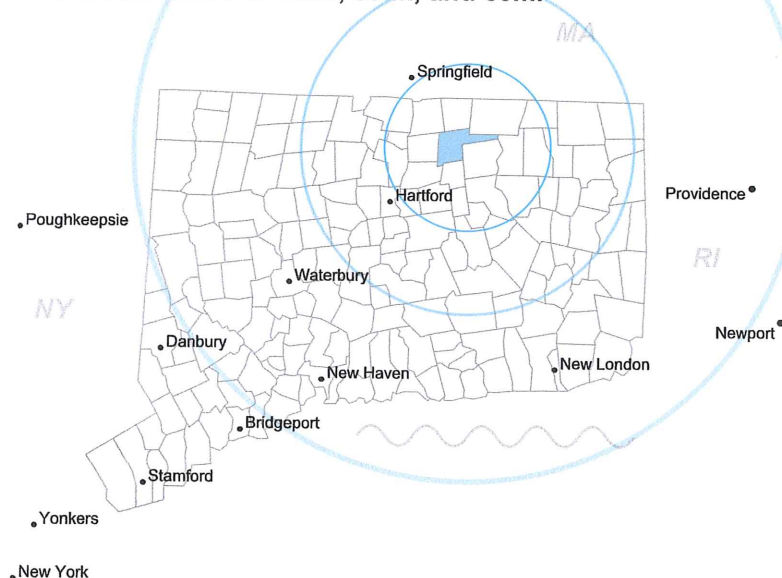 MA
Springfield
Hartford
Providence
Poughkeepsie
RI
Waterbury
NY
Newport
Danbury
New London
New Haven
Bridgeport
Stamford
Yonkers
New York